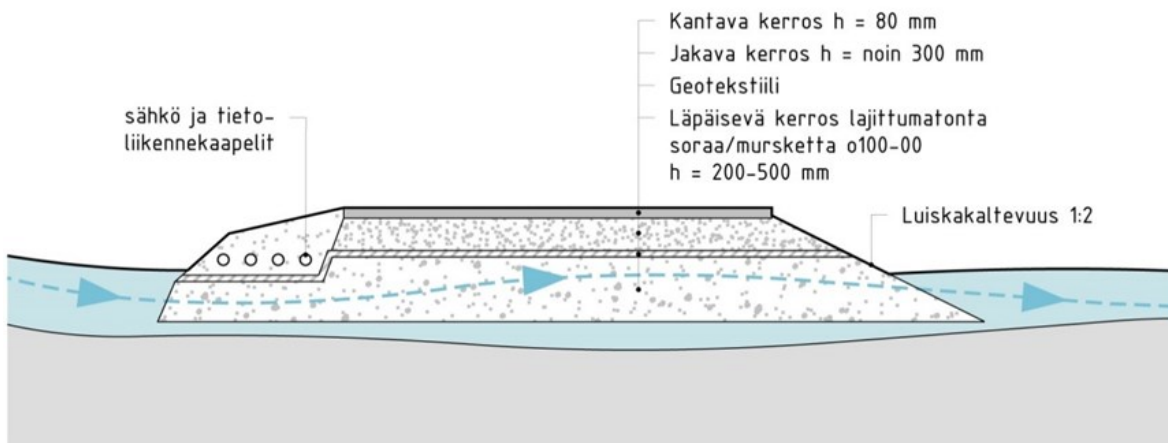 Kantava kerros h = 80 mm
Jakava kerros h = noin 300 mm
Geotekstiili
Läpäisevä kerros lajittumatonta
soraa/mursketta o100-00
h = 200-500 mm
sähkö ja tieto-
liikennekaapelit
Luiskakaltevuus 1:2